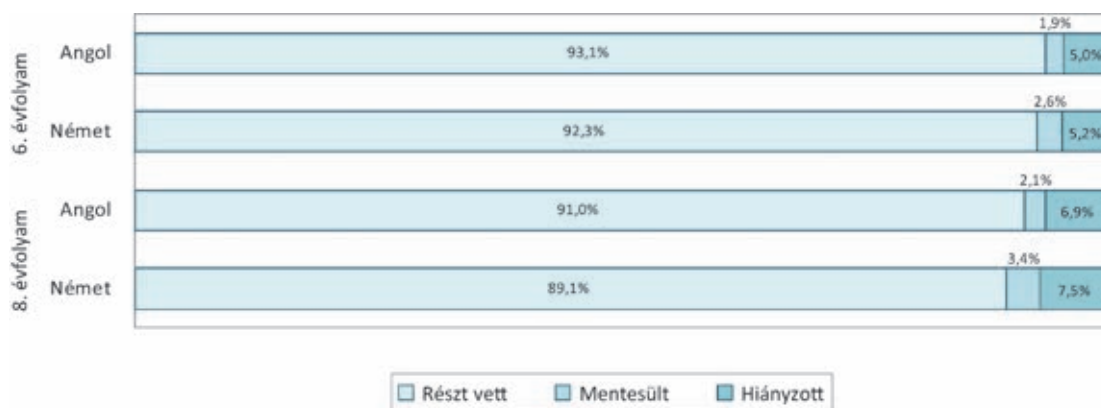 6. évfolyam
1,9%
Angol 93,1% 5,0%
2,6%
Német 92,3% 5,2%
8. évfolyam
2,1%
Angol 91,0% 6,9%
3,4%
Német 89,1% 7,5%
Részt vett Mentesült Hiányzott